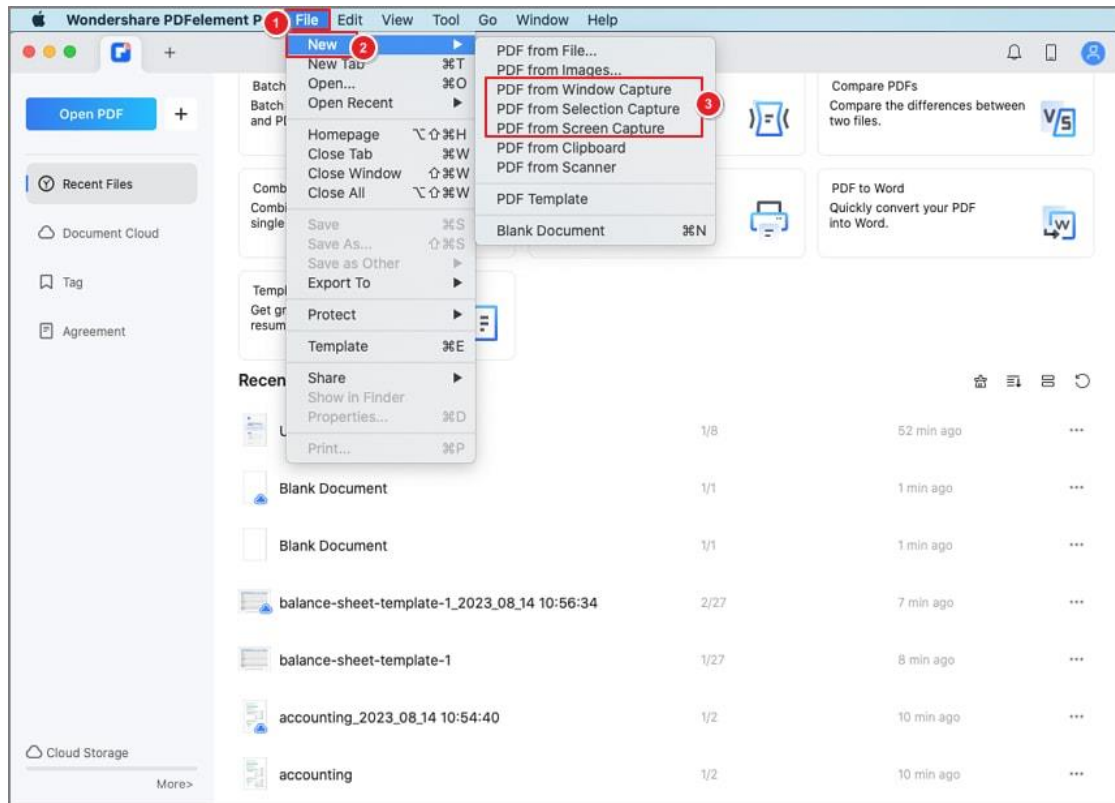 Wondershare PDFelement P
1 File Edit View Tool Go Window Help
New
2
New Tab ⌘T
Open... ⌘O
Open Recent
Homepage ⌥⇧⌘H
Close Tab ⌘W
Close Window ⇧⌘W
Close All ⌥⇧⌘W
Save ⌘S
Save As... ⇧⌘S
Save as Other
Export To
Protect
Template ⌘E
Share
Show in Finder
Properties... ⌘D
Print... ⌘P
PDF from File...
PDF from Images...
PDF from Window Capture
PDF from Selection Capture
PDF from Screen Capture
3
PDF from Clipboard
PDF from Scanner
PDF Template
Blank Document ⌘N
Open PDF +
Recent Files
Document Cloud
Tag
Agreement
Cloud Storage
More>
Batch
Batch
and
Compare PDFs
Compare the differences between
two files.
V/S
Comb
Combi
single
PDF to Word
Quickly convert your PDF
into Word.
W
Templ
Get gr
resum
Recen
U 1/8 52 min ago
Blank Document 1/1 1 min ago
Blank Document 1/1 1 min ago
balance-sheet-template-1_2023_08_14 10:56:34 2/27 7 min ago
balance-sheet-template-1 1/27 8 min ago
accounting_2023_08_14 10:54:40 1/2 10 min ago
accounting 1/2 10 min ago